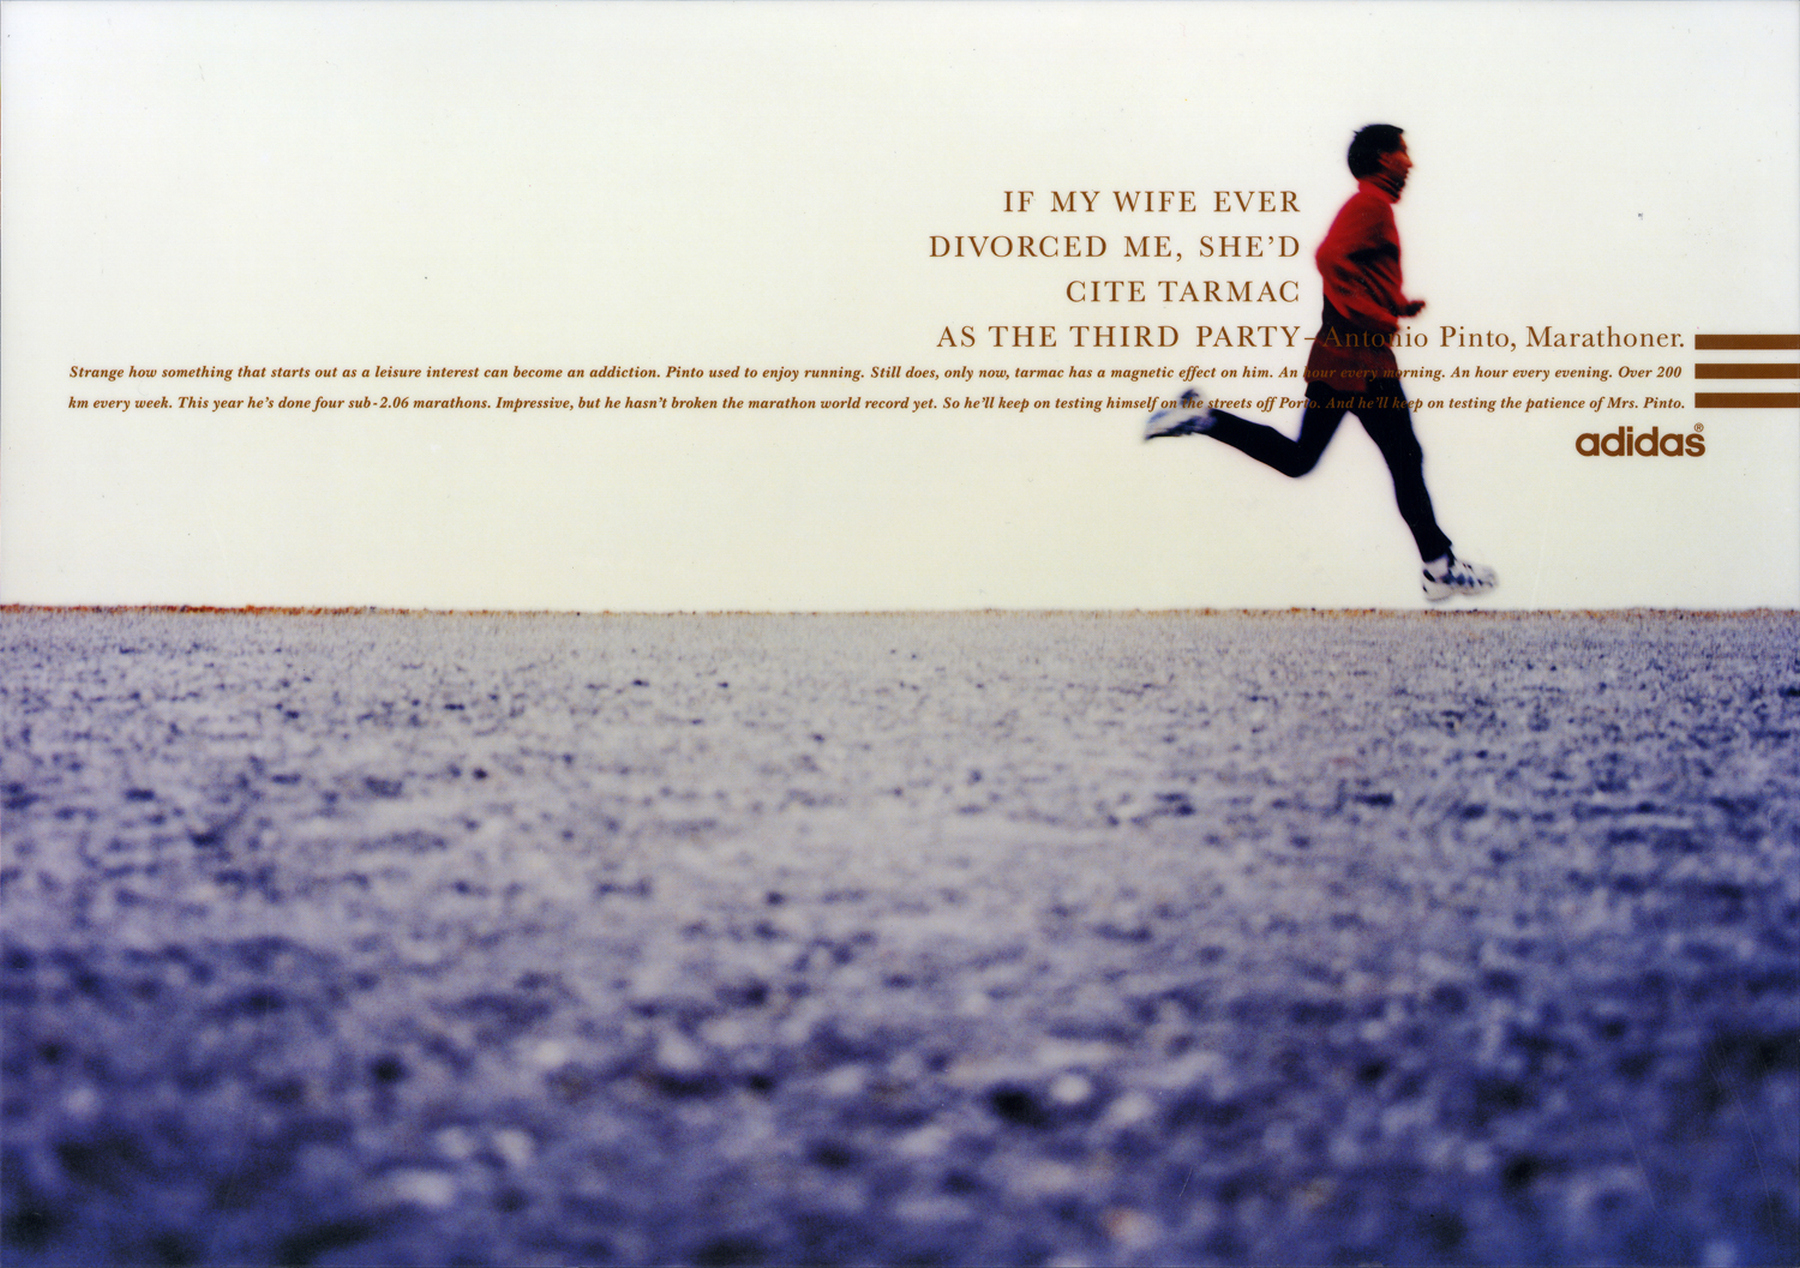 IF MY WIFE EVER
DIVORCED ME, SHE'D
CITE TARMAC
AS THE THIRD PARTY–Antonio Pinto, Marathoner.
Strange how something that starts out as a leisure interest can become an addiction. Pinto used to enjoy running. Still does, only now, tarmac has a magnetic effect on him. An hour every morning. An hour every evening. Over 200
km every week. This year he's done four sub-2.06 marathons. Impressive, but he hasn't broken the marathon world record yet. So he'll keep on testing himself on the streets off Porto. And he'll keep on testing the patience of Mrs. Pinto.
adidas®